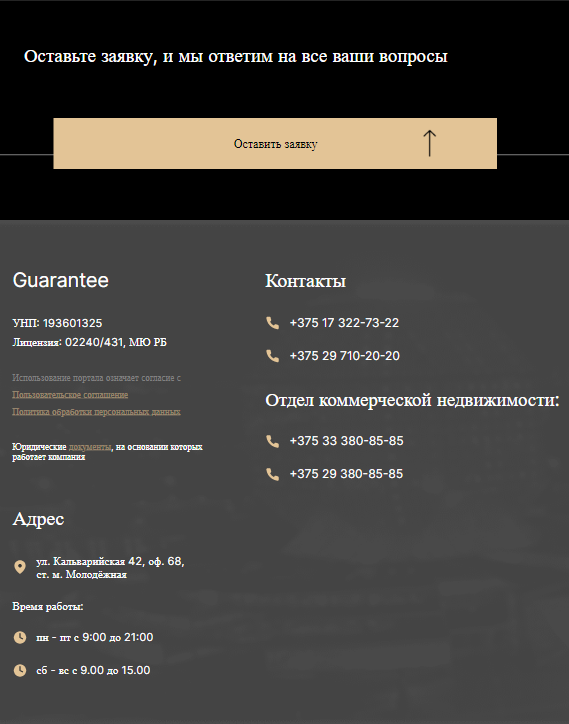 Оставьте заявку, и мы ответим на все ваши вопросы
Оставить заявку
Guarantee
УНП: 193601325
Лицензия: 02240/431, МЮ РБ
Использование портала означает согласие с
Пользовательское соглашение
Политика обработки персональных данных
Юридические документы, на основании которых
работает компания
Контакты
+375 17 322-73-22
+375 29 710-20-20
Отдел коммерческой недвижимости:
+375 33 380-85-85
+375 29 380-85-85
Адрес
ул. Кальварийская 42, оф. 68,
ст. м. Молодёжная
Время работы:
пн - пт с 9:00 до 21:00
сб - вс с 9.00 до 15.00